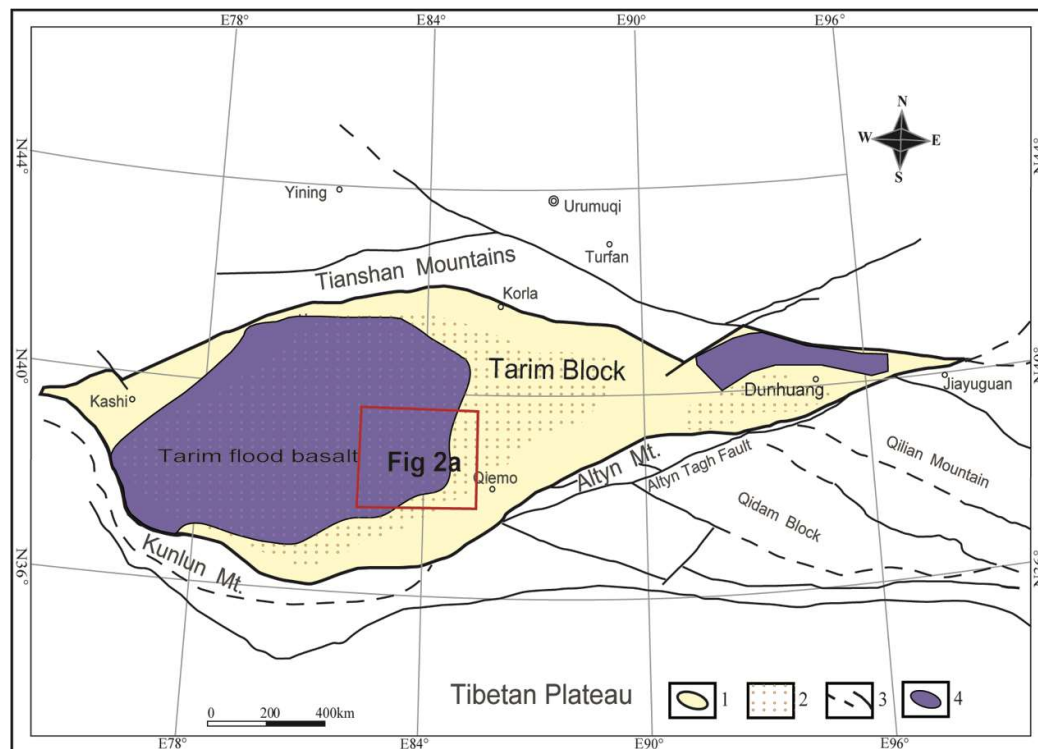 E78°
E84°
E90°
E96°
N44°
N44°
N
W
E
S
Yining
Urumuqi
Turfan
Tianshan Mountains
Korla
N40°
N40°
Tarim Block
Kashi
Dunhuang
Jiayuguan
Tarim flood basalt
Fig 2a
Qiemo
Altyn Mt.
Altyn Tagh Fault
Qilian Mountain
Qidam Block
Kunlun Mt.
N36°
N36°
Tibetan Plateau
1
2
3
4
0 200 400km
E78°
E84°
E90°
E96°